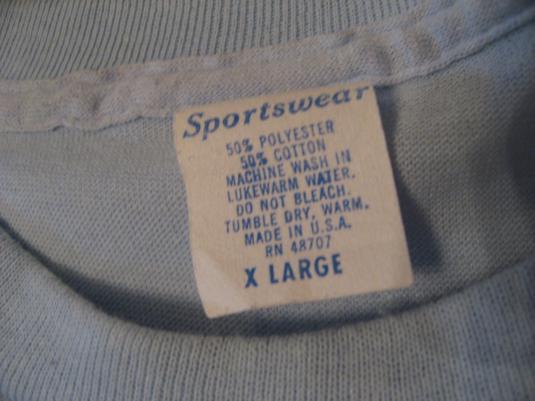 Sportswear
50% POLYESTER
50% COTTON
MACHINE WASH IN
LUKEWARM WATER.
DO NOT BLEACH.
TUMBLE DRY, WARM.
MADE IN U.S.A.
RN 48707
X LARGE